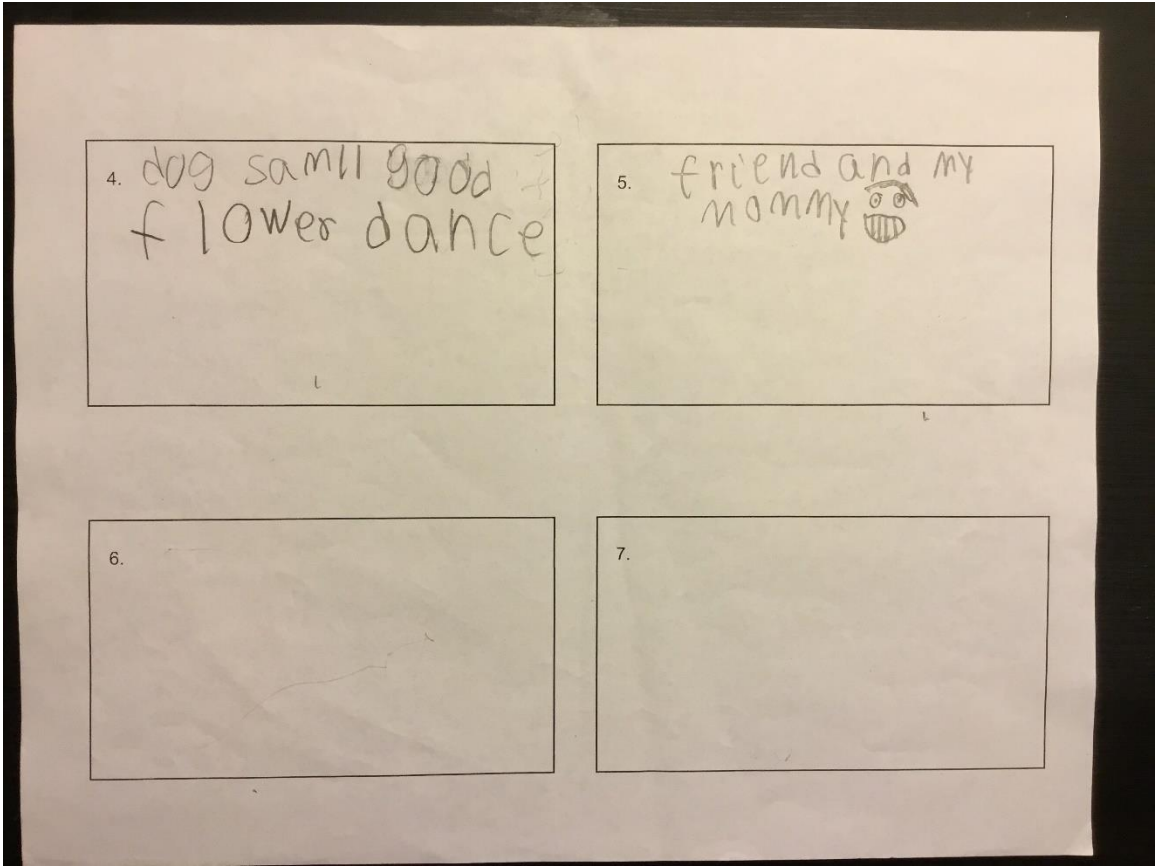 4. dog samll good
flower dance
5. friend and my
mommy
6.
7.